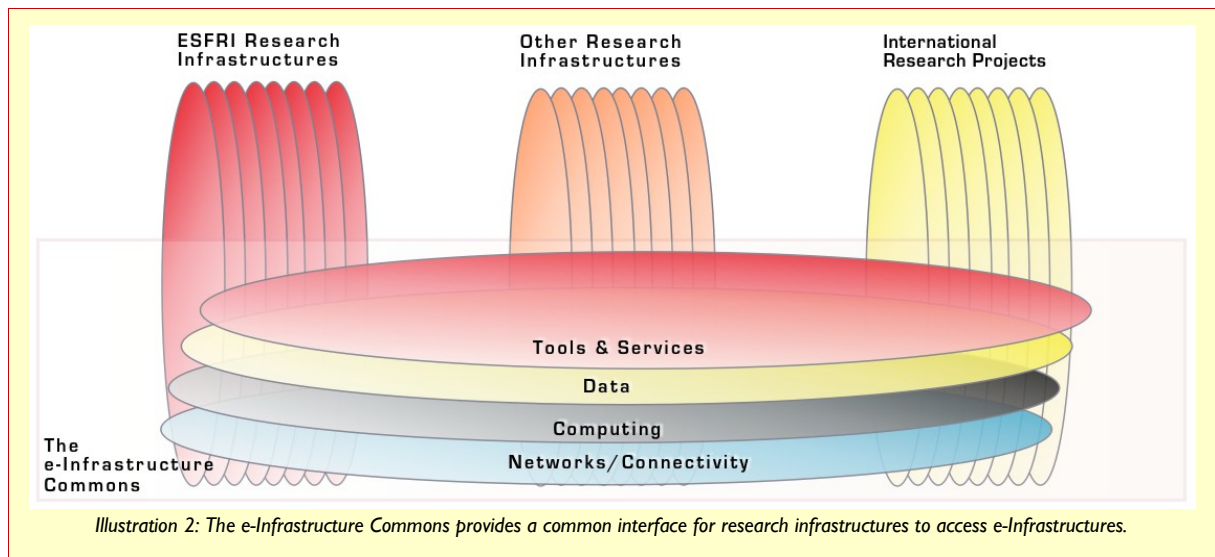 ESFRI Research
Infrastructures
Other Research
Infrastructures
International
Research Projects
Tools & Services
Data
Computing
Networks/Connectivity
The
e-Infrastructure
Commons
Illustration 2: The e-Infrastructure Commons provides a common interface for research infrastructures to access e-Infrastructures.